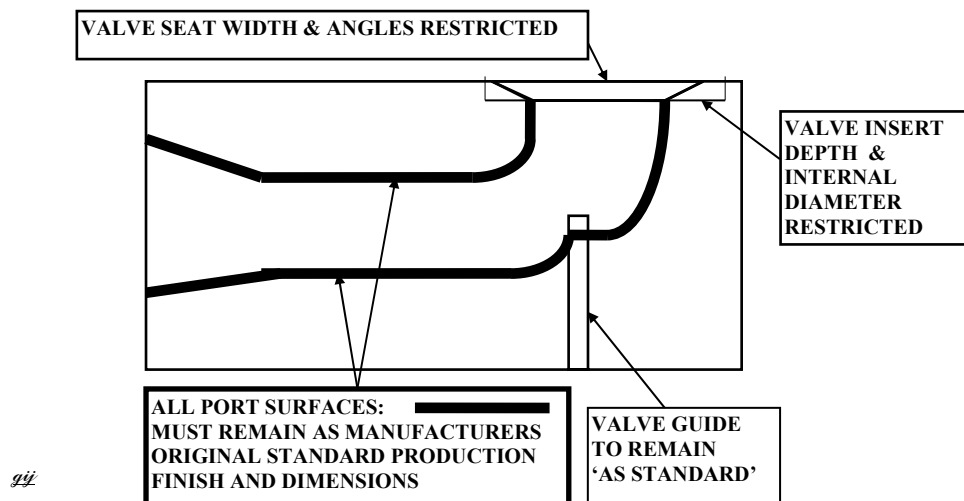 VALVE SEAT WIDTH & ANGLES RESTRICTED
VALVE INSERT
DEPTH &
INTERNAL
DIAMETER
RESTRICTED
ALL PORT SURFACES:
MUST REMAIN AS MANUFACTURERS
ORIGINAL STANDARD PRODUCTION
FINISH AND DIMENSIONS
VALVE GUIDE
TO REMAIN
‘AS STANDARD’
gij